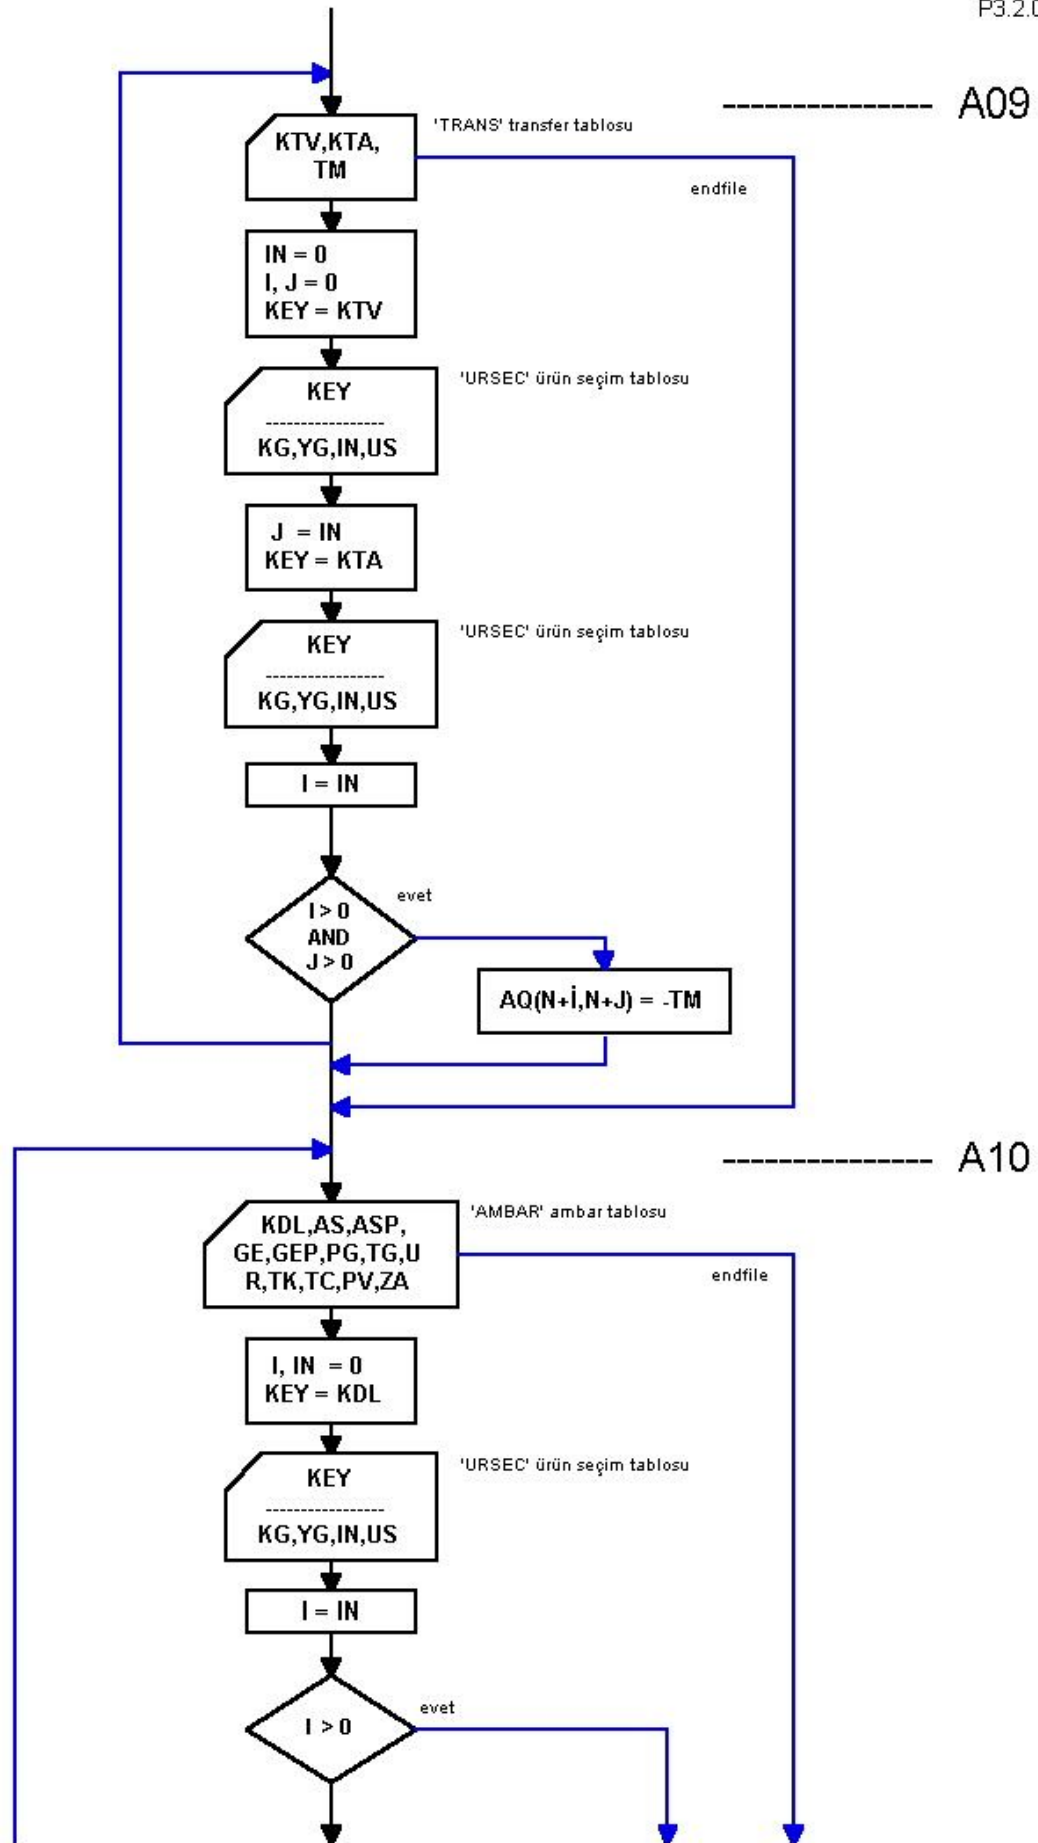 P3.2.0
---------------- A09
'TRANS' transfer tablosu
KTV,KTA,
TM
endfile
IN = 0
I, J = 0
KEY = KTV
'URSEC' ürün seçim tablosu
KEY
-----------------
KG,YG,IN,US
J = IN
KEY = KTA
'URSEC' ürün seçim tablosu
KEY
-----------------
KG,YG,IN,US
I = IN
evet
I > 0
AND
J > 0
AQ(N+İ,N+J) = -TM
---------------- A10
'AMBAR' ambar tablosu
KDL,AS,ASP,
GE,GEP,PG,TG,U
R,TK,TC,PV,ZA
endfile
I, IN = 0
KEY = KDL
'URSEC' ürün seçim tablosu
KEY
-----------------
KG,YG,IN,US
I = IN
evet
I > 0